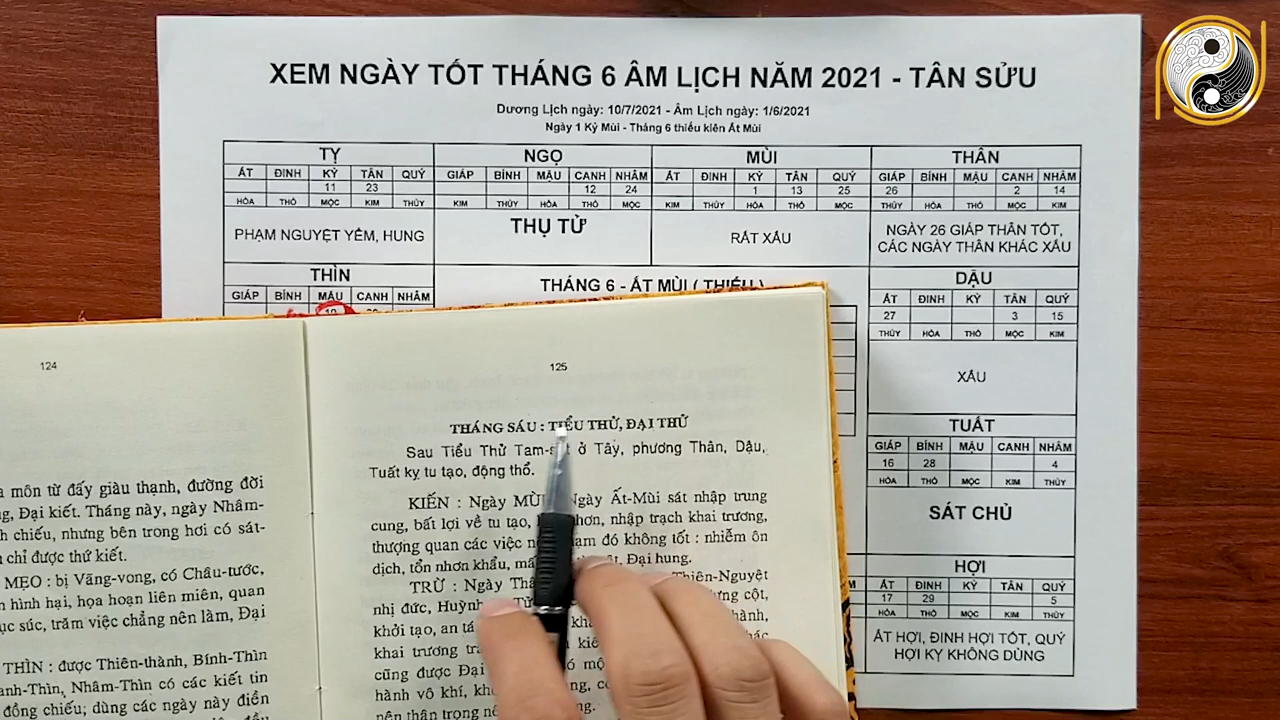 XEM NGÀY TỐT THÁNG 6 ÂM LỊCH NĂM 2021 - TÂN SỬU
Dương Lịch ngày: 10/7/2021 - Âm Lịch ngày: 1/6/2021
Ngày 1 Kỷ Mùi - Tháng 6 thiếu kiên Ất Mùi
TỴ NGỌ MÙI THÂN
ẤT ĐINH KỶ TÂN QUÝ GIÁP BÍNH MẬU CANH NHÂM ẤT ĐINH KỶ TÂN QUÝ GIÁP BÍNH MẬU CANH NHÂM
11 23 12 24 1 13 25 26 2 14
HỎA THỔ MỘC KIM THỦY KIM THỦY HỎA THỔ MỘC KIM THỦY HỎA THỔ MỘC THỦY HỎA THỔ MỘC KIM
PHẠM NGUYỆT YẾM, HUNG
THỤ TỬ
RẤT XẤU
NGÀY 26 GIÁP THÂN TỐT,
CÁC NGÀY THÂN KHÁC XẤU
THÌN
GIÁP BÍNH MẬU CANH NHÂM
THÁNG 6 - ẤT MÙI ( THIẾU )
DẬU
ẤT ĐINH KỶ TÂN QUÝ
27 3 15
THỦY HỎA THỔ MỘC KIM
XẤU
TUẤT
GIÁP BÍNH MẬU CANH NHÂM
16 28 4
HỎA THỔ MỘC KIM THỦY
SÁT CHỦ
HỢI
ẤT ĐINH KỶ TÂN QUÝ
17 29 5
HỎA THỔ MỘC KIM THỦY
ẤT HỢI, ĐINH HỢI TỐT, QUÝ
HỢI KỴ KHÔNG DÙNG
124
môn từ đấy giàu thạnh, đường đời
Đại kiết. Tháng này, ngày Nhâm-
chiếu, nhưng bên trong hơi có sát-
chỉ được thứ kiết.
MẸO : bị Vãng-vong, có Châu-tước,
hình hại, họa hoạn liên miên, quan
súc, trăm việc chẳng nên làm, Đại
THÌN : được Thiên-thành, Bính-Thìn
Nhâm-Thìn có các kiết tin
đồng chiếu; dùng các ngày này điền
125
THÁNG SÁU : TIỂU THỬ, ĐẠI THỬ
Sau Tiểu Thử Tam-sát ở Tây, phương Thân, Dậu,
Tuất kỵ tu tạo, động thổ.
KIẾN : Ngày MÙI Ngày Ất-Mùi sát nhập trung
cung, bất lợi về tu tạo, nhập trạch khai trương,
thượng quan các việc đó không tốt : nhiễm ôn
dịch, tổn nhơn khẩu, Đại hung.
TRỪ : Ngày Thiên-Nguyệt
nhị đức, cột,
khởi tạo, an thành,
khai trương
cũng được Đại có
hành vô khí,
nên thận trọng